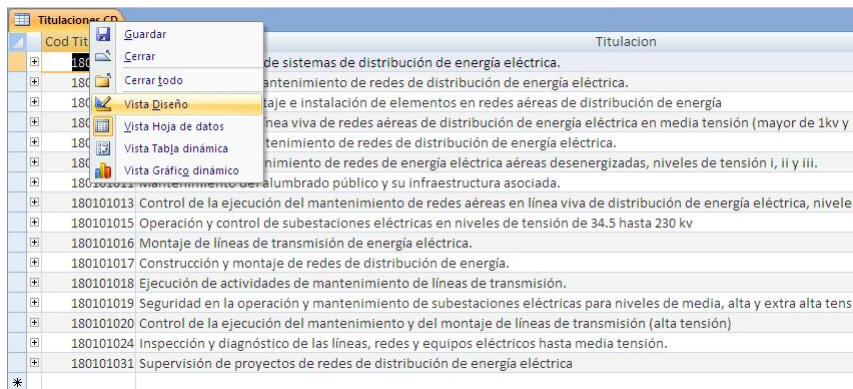 Titulaciones CD
Cod Tit Titulacion
Guardar
Cerrar
Cerrar todo
Vista Diseño
Vista Hoja de datos
Vista Tabla dinámica
Vista Gráfico dinámico
180 de sistemas de distribución de energía eléctrica.
180 antenimiento de redes de distribución de energía eléctrica.
180 taje e instalación de elementos en redes aéreas de distribución de energía
180 nea viva de redes aéreas de distribución de energía eléctrica en media tensión (mayor de 1kv y
180 tenimiento de redes de distribución de energía eléctrica.
180 nimiento de redes de energía eléctrica aéreas desenergizadas, niveles de tensión i, ii y iii.
180101011 Mantenimiento del alumbrado público y su infraestructura asociada.
180101013 Control de la ejecución del mantenimiento de redes aéreas en línea viva de distribución de energía eléctrica, nivele
180101015 Operación y control de subestaciones eléctricas en niveles de tensión de 34.5 hasta 230 kv
180101016 Montaje de líneas de transmisión de energía eléctrica.
180101017 Construcción y montaje de redes de distribución de energía.
180101018 Ejecución de actividades de mantenimiento de líneas de transmisión.
180101019 Seguridad en la operación y mantenimiento de subestaciones eléctricas para niveles de media, alta y extra alta tens
180101020 Control de la ejecución del mantenimiento y del montaje de líneas de transmisión (alta tensión)
180101024 Inspección y diagnóstico de las líneas, redes y equipos eléctricos hasta media tensión.
180101031 Supervisión de proyectos de redes de distribución de energía eléctrica